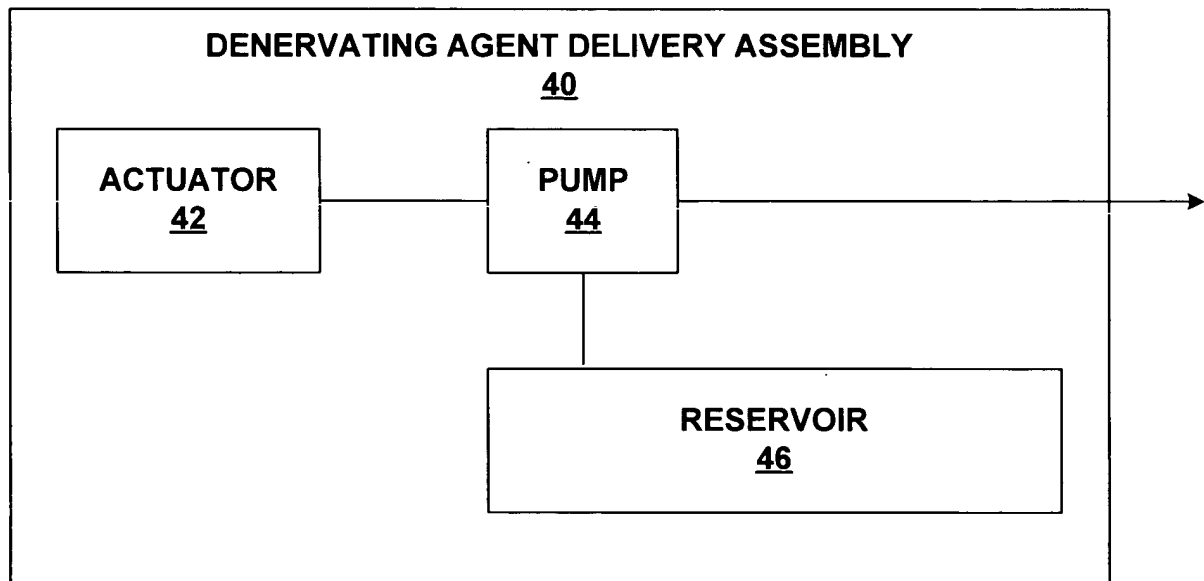 DENERVATING AGENT DELIVERY ASSEMBLY
40
ACTUATOR
42
PUMP
44
RESERVOIR
46